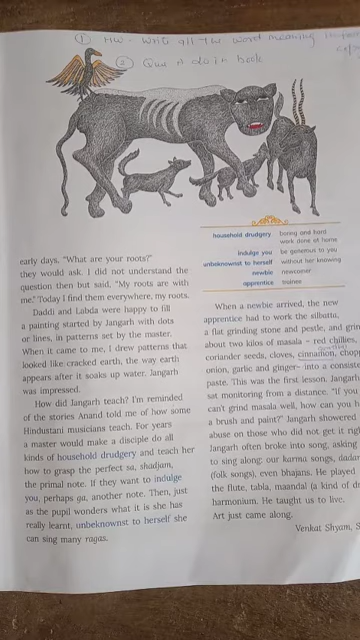 ① HW - Write all the word meaning in your copy
② Que 1 do in book
household drudgery boring and hard
work done at home
indulge you be generous to you
unbeknownst to herself without her knowing
newbie newcomer
apprentice trainee
early days, "What are your roots?"
they would ask. I did not understand the
question then but said, "My roots are with
me." Today I find them everywhere, my roots.
Daddi and Labda were happy to fill
a painting started by Jangarh with dots
or lines, in patterns set by the master.
When it came to me, I drew patterns that
looked like cracked earth, the way earth
appears after it soaks up water. Jangarh
was impressed.
How did Jangarh teach? I'm reminded
of the stories Anand told me of how some
Hindustani musicians teach. For years
a master would make a disciple do all
kinds of household drudgery and teach her
how to grasp the perfect sa, shadjam,
the primal note. If they want to indulge
you, perhaps ga, another note. Then, just
as the pupil wonders what it is she has
really learnt, unbeknownst to herself she
can sing many ragas.
When a newbie arrived, the new
apprentice had to work the silbutta,
a flat grinding stone and pestle, and grin
about two kilos of masala – red chillies,
coriander seeds, cloves, cinnamon, chopp
onion, garlic and ginger– into a consiste
paste. This was the first lesson. Jangarh
sat monitoring from a distance. "If you
can't grind masala well, how can you h
a brush and paint?" Jangarh showered
abuse on those who did not get it righ
Jangarh often broke into song, asking
to sing along: our karma songs, dadar
(folk songs), even bhajans. He played
the flute, tabla, maandal (a kind of dr
harmonium. He taught us to live.
Art just came along.
Venkat Shyam, S